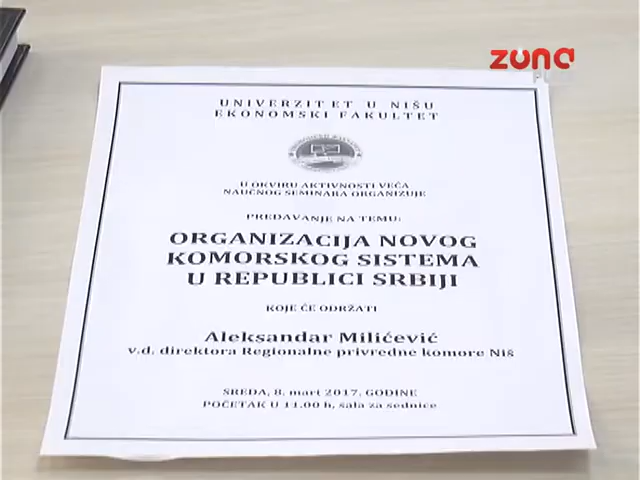 zona
UNIVERZITET U NIŠU
EKONOMSKI FAKULTET
U OKVIRU AKTIVNOSTI VEĆA
NAUČNOG SEMINARA ORGANIZUJE
PREDAVANJE NA TEMU:
ORGANIZACIJA NOVOG
KOMORSKOG SISTEMA
U REPUBLICI SRBIJI
KOJE ĆE ODRŽATI
Aleksandar Milićević
v.d. direktora Regionalne privredne komore Niš
SREDA, 8. mart 2017. GODINE
POČETAK U 11.00 h, sala za sednice